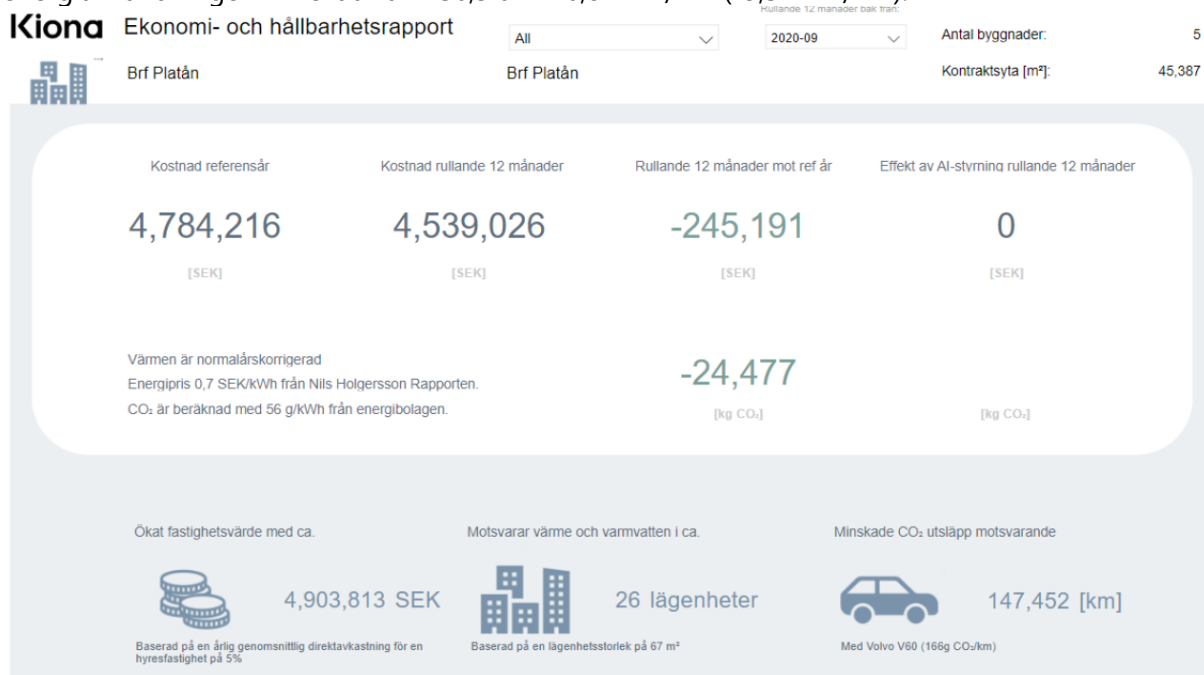 Kiona
Ekonomi- och hållbarhetsrapport
All
Rullande 12 månader bak från:
2020-09
Antal byggnader: 5
Brf Platån
Brf Platån
Kontraktsyta [m²]: 45,387
Kostnad referensår
Kostnad rullande 12 månader
Rullande 12 månader mot ref år
Effekt av AI-styrning rullande 12 månader
4,784,216
4,539,026
-245,191
0
[SEK]
[SEK]
[SEK]
[SEK]
Värmen är normalårskorrigerad
Energipris 0,7 SEK/kWh från Nils Holgersson Rapporten.
CO₂ är beräknad med 56 g/kWh från energibolagen.
-24,477
[kg CO₂]
[kg CO₂]
Ökat fastighetsvärde med ca.
Motsvarar värme och varmvatten i ca.
Minskade CO₂ utsläpp motsvarande
4,903,813 SEK
26 lägenheter
147,452 [km]
Baserad på en årlig genomsnittlig direktavkastning för en
hyresfastighet på 5%
Baserad på en lägenhetsstorlek på 67 m²
Med Volvo V60 (166g CO₂/km)